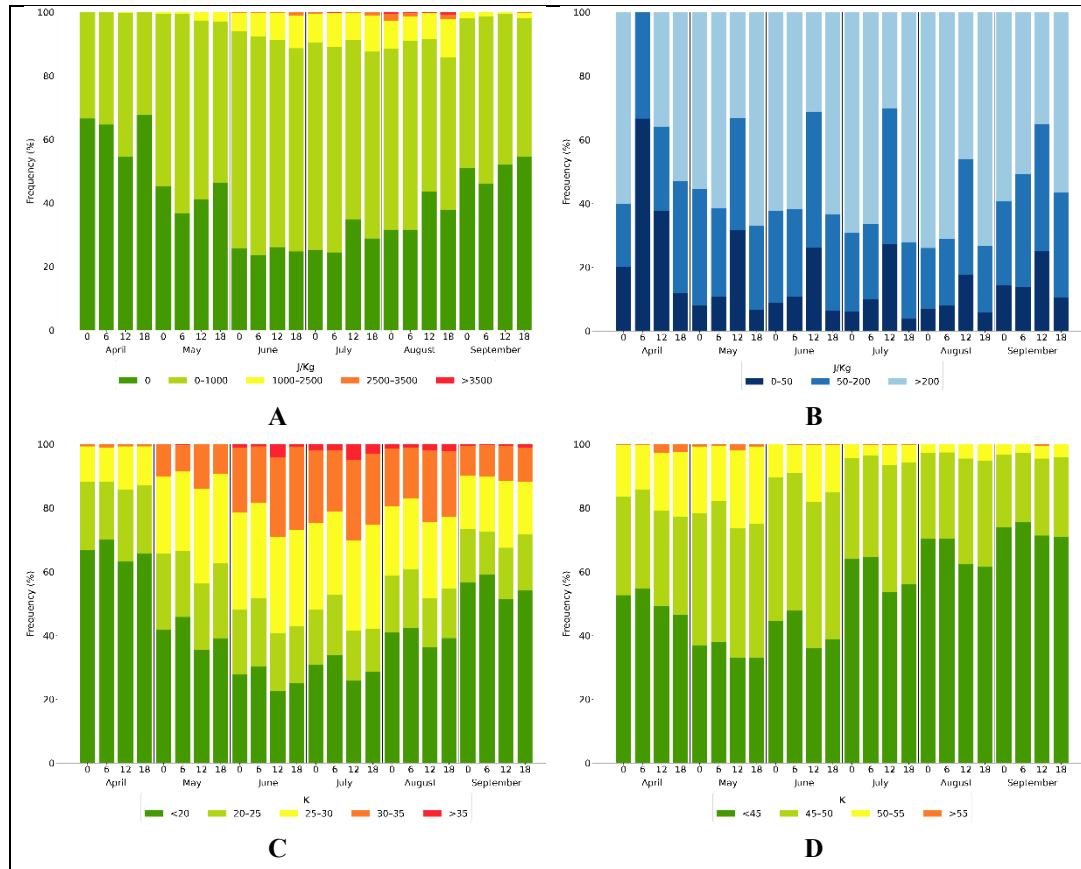 Frequency (%)
100
80
60
40
20
0
0 6 12 18 0 6 12 18 0 6 12 18 0 6 12 18 0 6 12 18 0 6 12 18
April May June July August September
J/Kg
0 0–1000 1000–2500 2500–3500 >3500
A
Frequency (%)
100
80
60
40
20
0
0 6 12 18 0 6 12 18 0 6 12 18 0 6 12 18 0 6 12 18 0 6 12 18
April May June July August September
J/Kg
0–50 50–200 >200
B
Frequency (%)
100
80
60
40
20
0
0 6 12 18 0 6 12 18 0 6 12 18 0 6 12 18 0 6 12 18 0 6 12 18
April May June July August September
K
<20 20–25 25–30 30–35 >35
C
Frequency (%)
100
80
60
40
20
0
0 6 12 18 0 6 12 18 0 6 12 18 0 6 12 18 0 6 12 18 0 6 12 18
April May June July August September
K
<45 45–50 50–55 >55
D